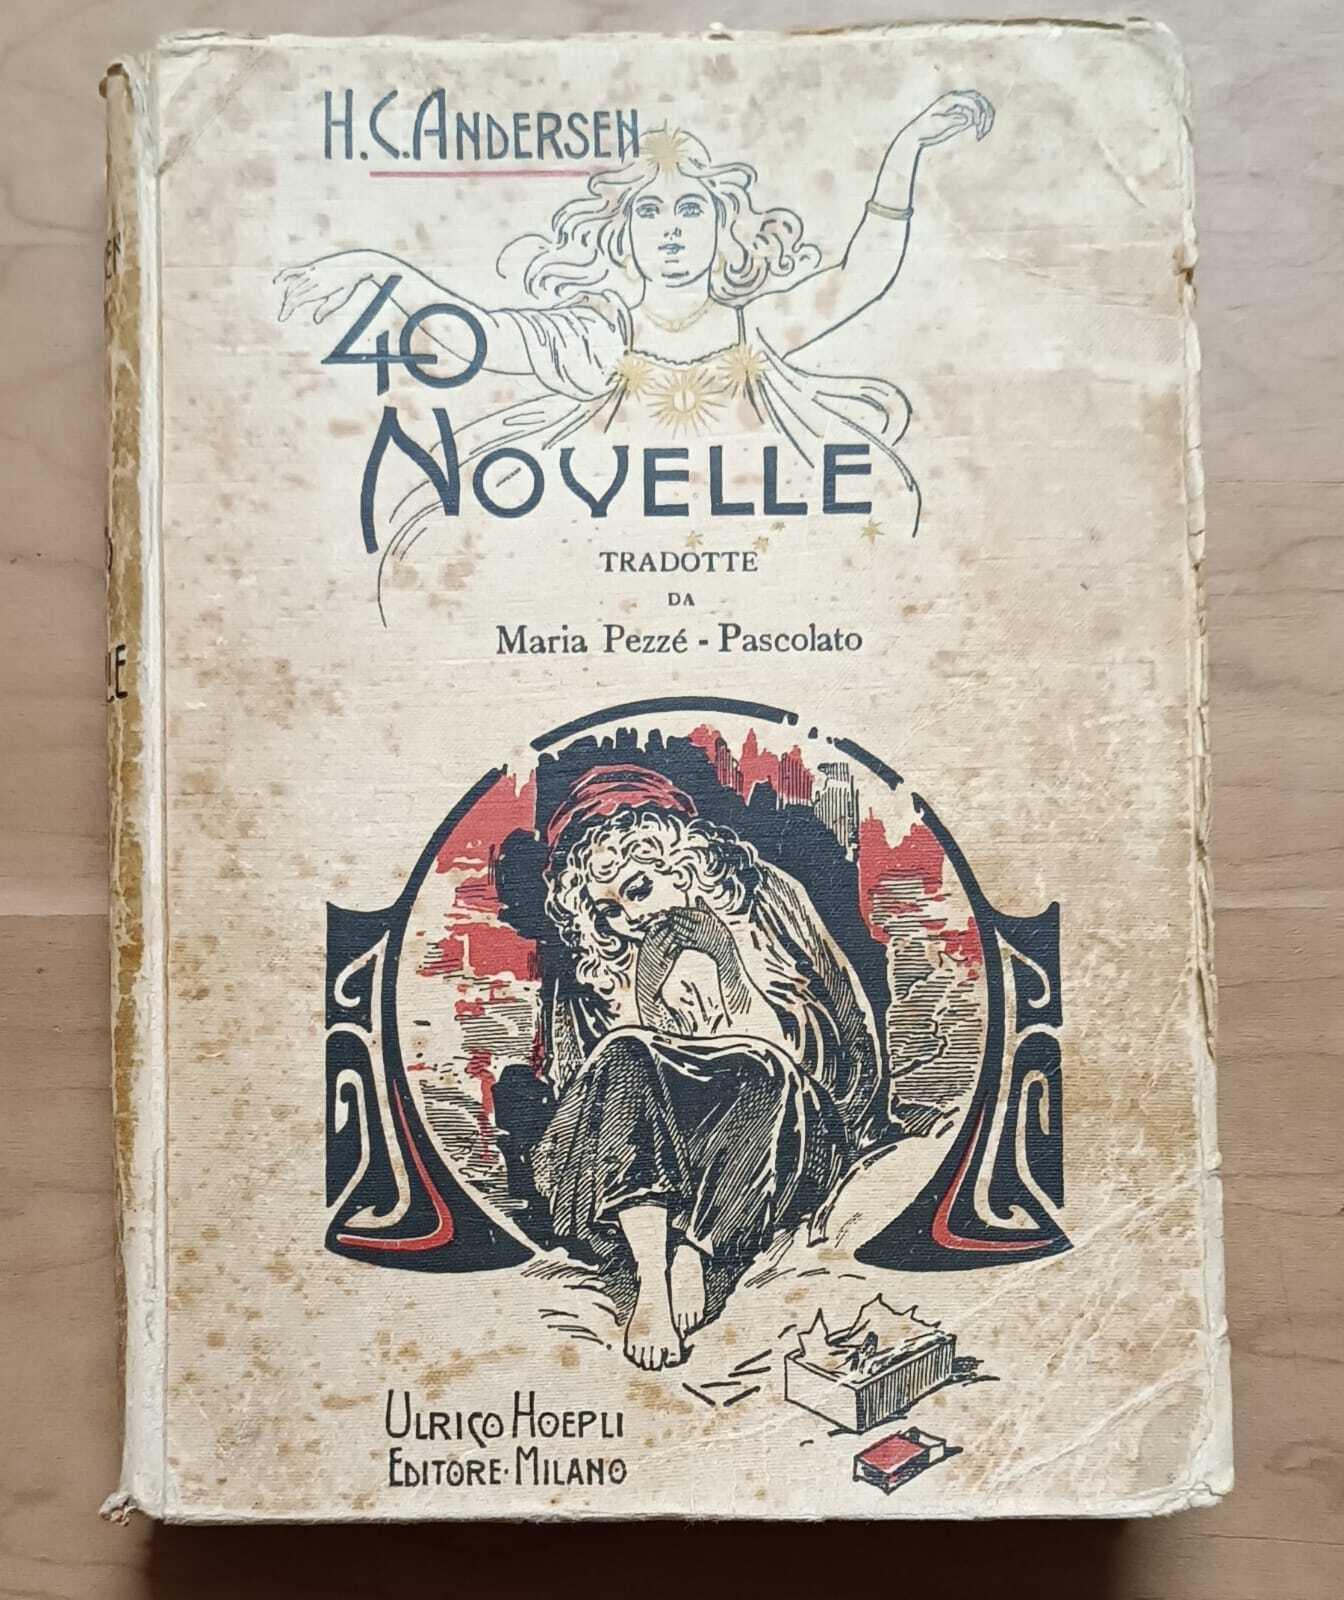 H.C. ANDERSEN
40
NOVELLE
TRADOTTE
DA
Maria Pezzé - Pascolato
ULRICO HOEPLI
EDITORE · MILANO